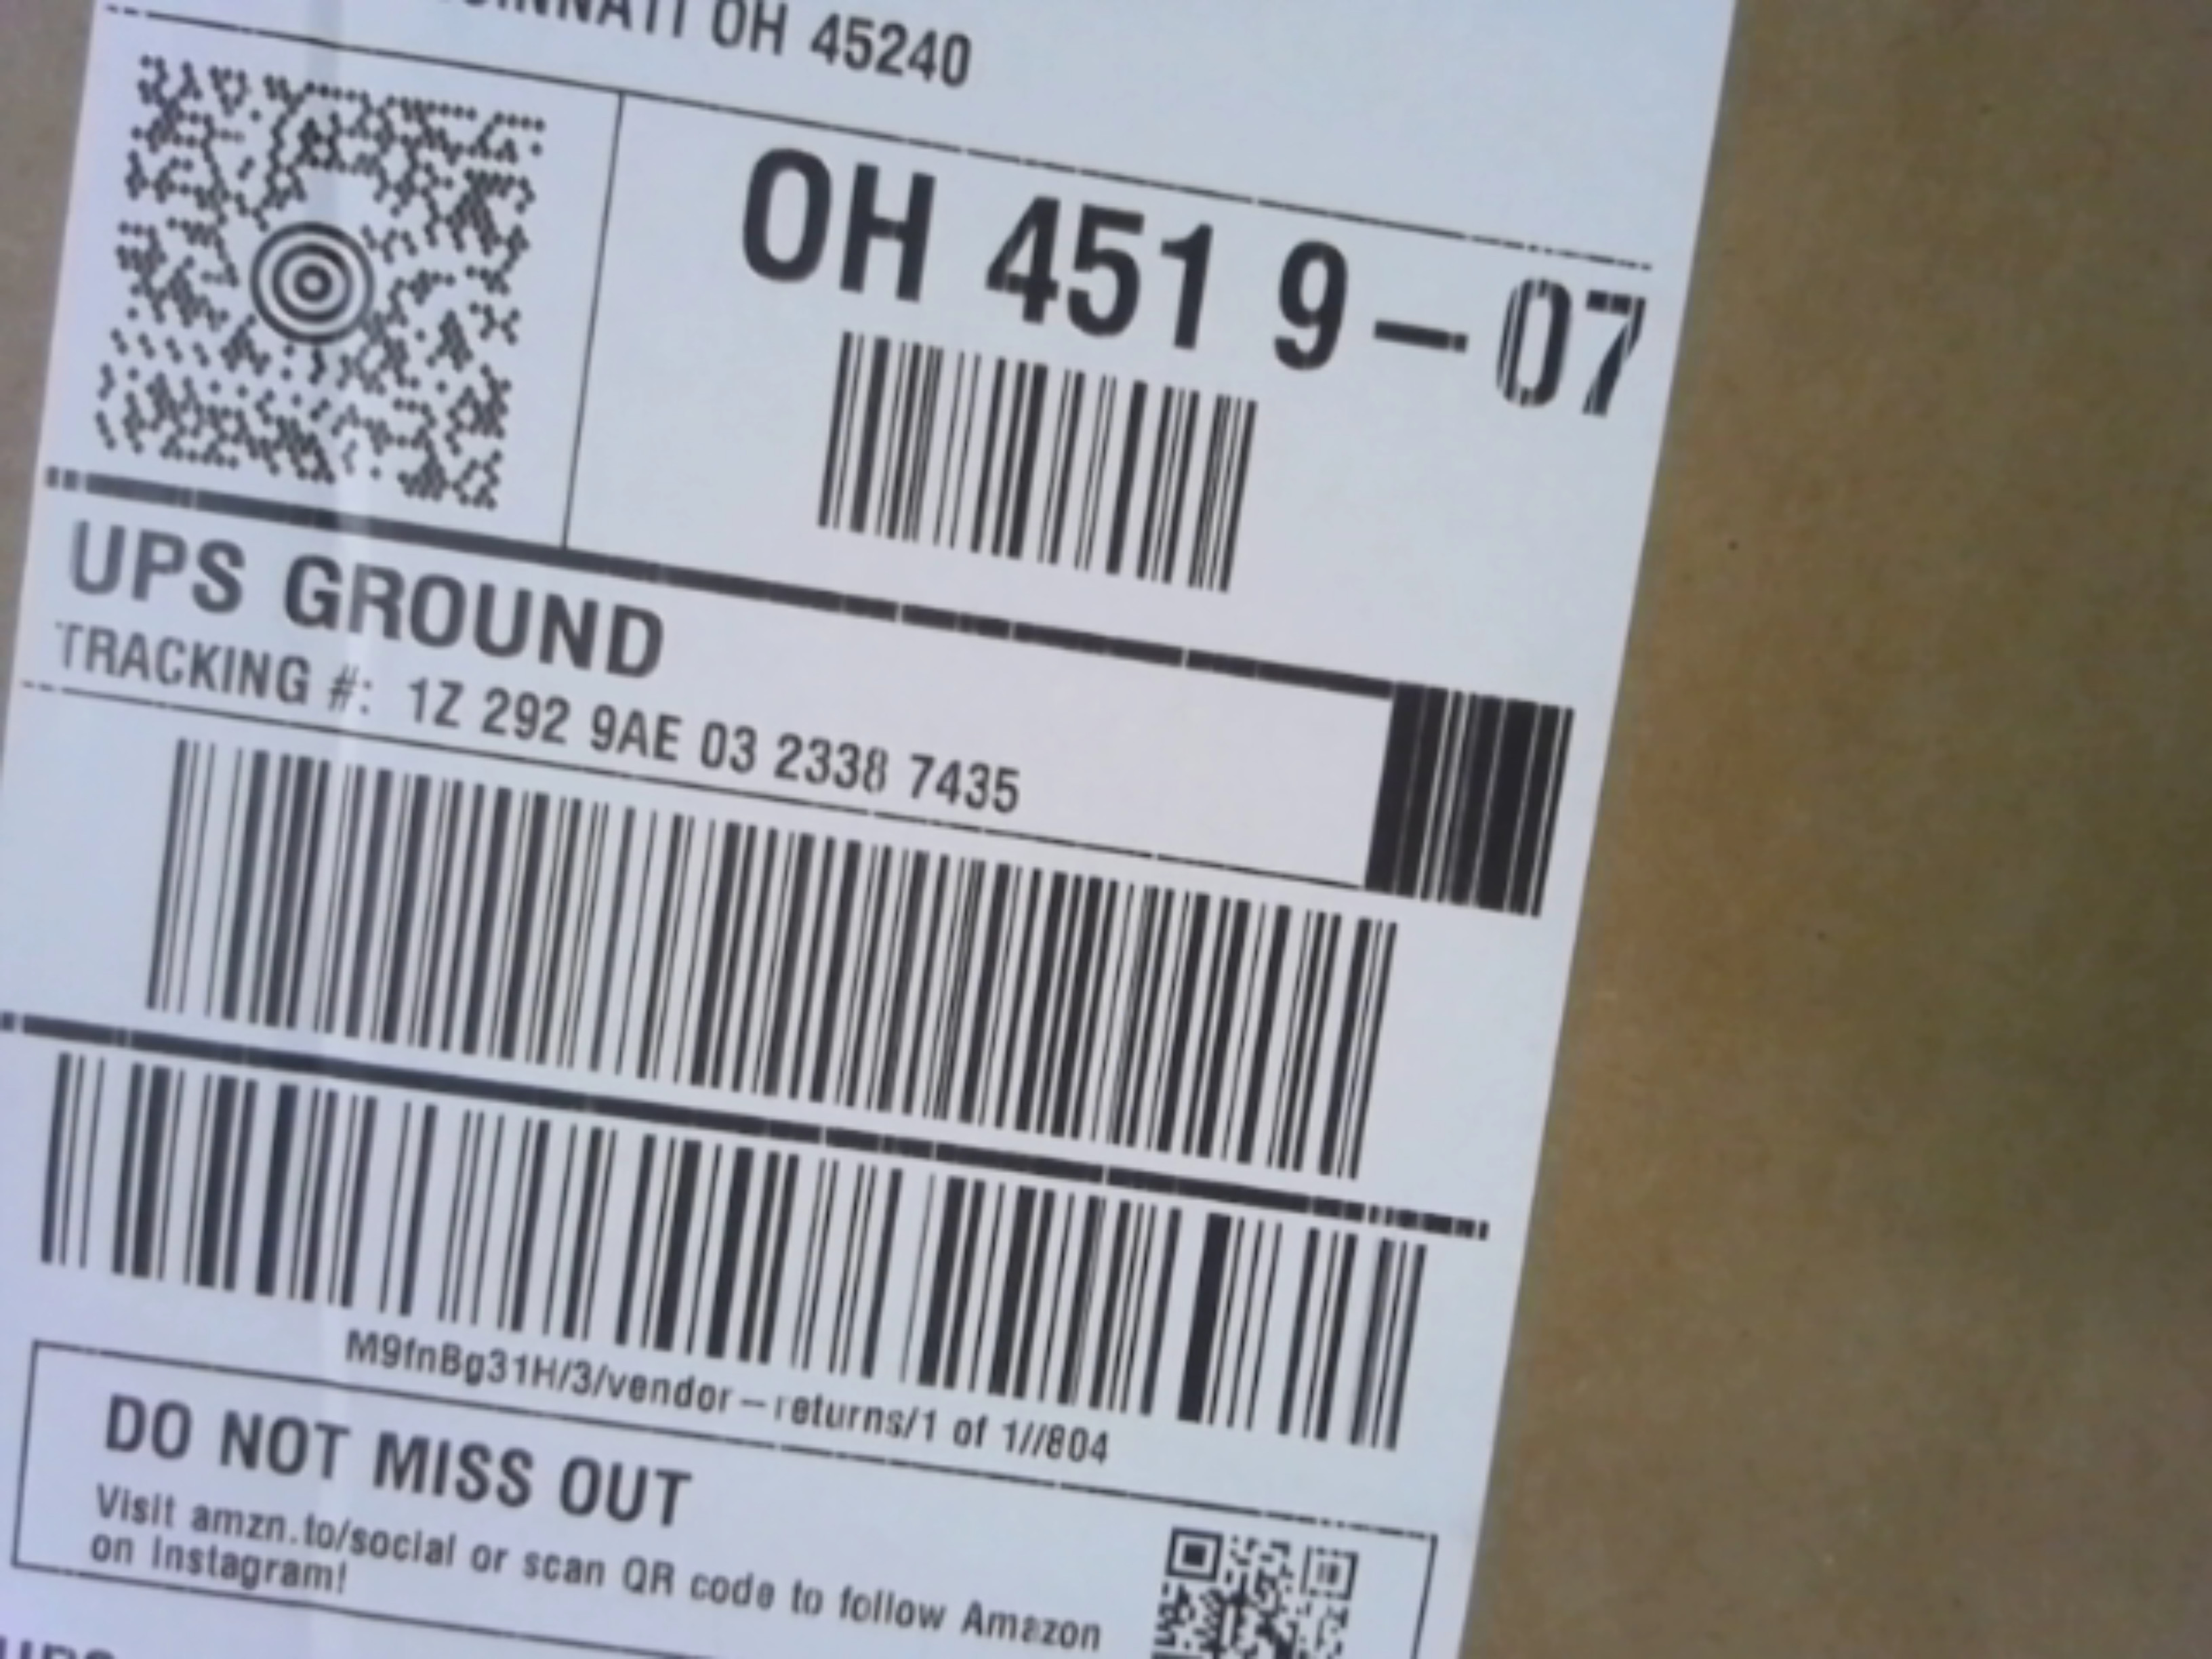 OH 45240
OH 451 9-07
UPS GROUND
TRACKING #: 1Z 292 9AE 03 2338 7435
M9fnBg31H/3/vendor-returns/1 of 1//804
DO NOT MISS OUT
Visit amzn.to/social or scan QR code to follow Amazon
on Instagram!